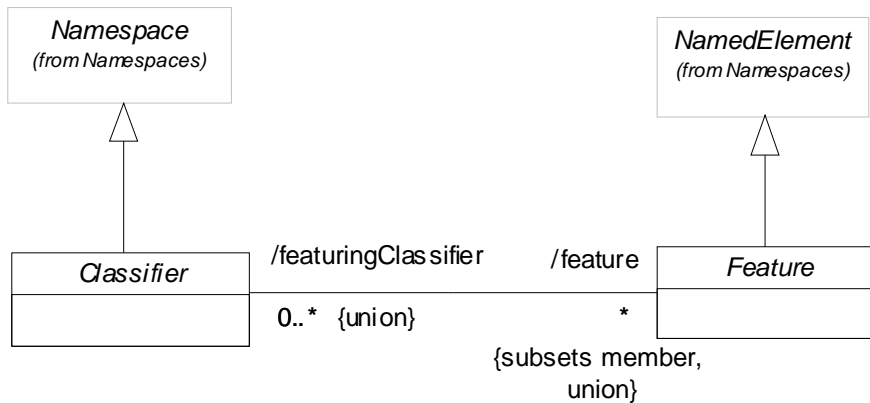 Namespace
(from Namespaces)
NamedElement
(from Namespaces)
Classifier
/featuringClassifier
/feature
Feature
0..* {union}
*
{subsets member,
union}